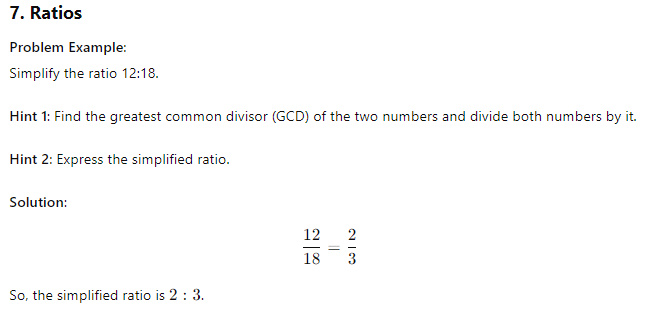 7. Ratios
Problem Example:
Simplify the ratio 12:18.
Hint 1: Find the greatest common divisor (GCD) of the two numbers and divide both numbers by it.
Hint 2: Express the simplified ratio.
Solution:
12/18 = 2/3
So, the simplified ratio is 2 : 3.